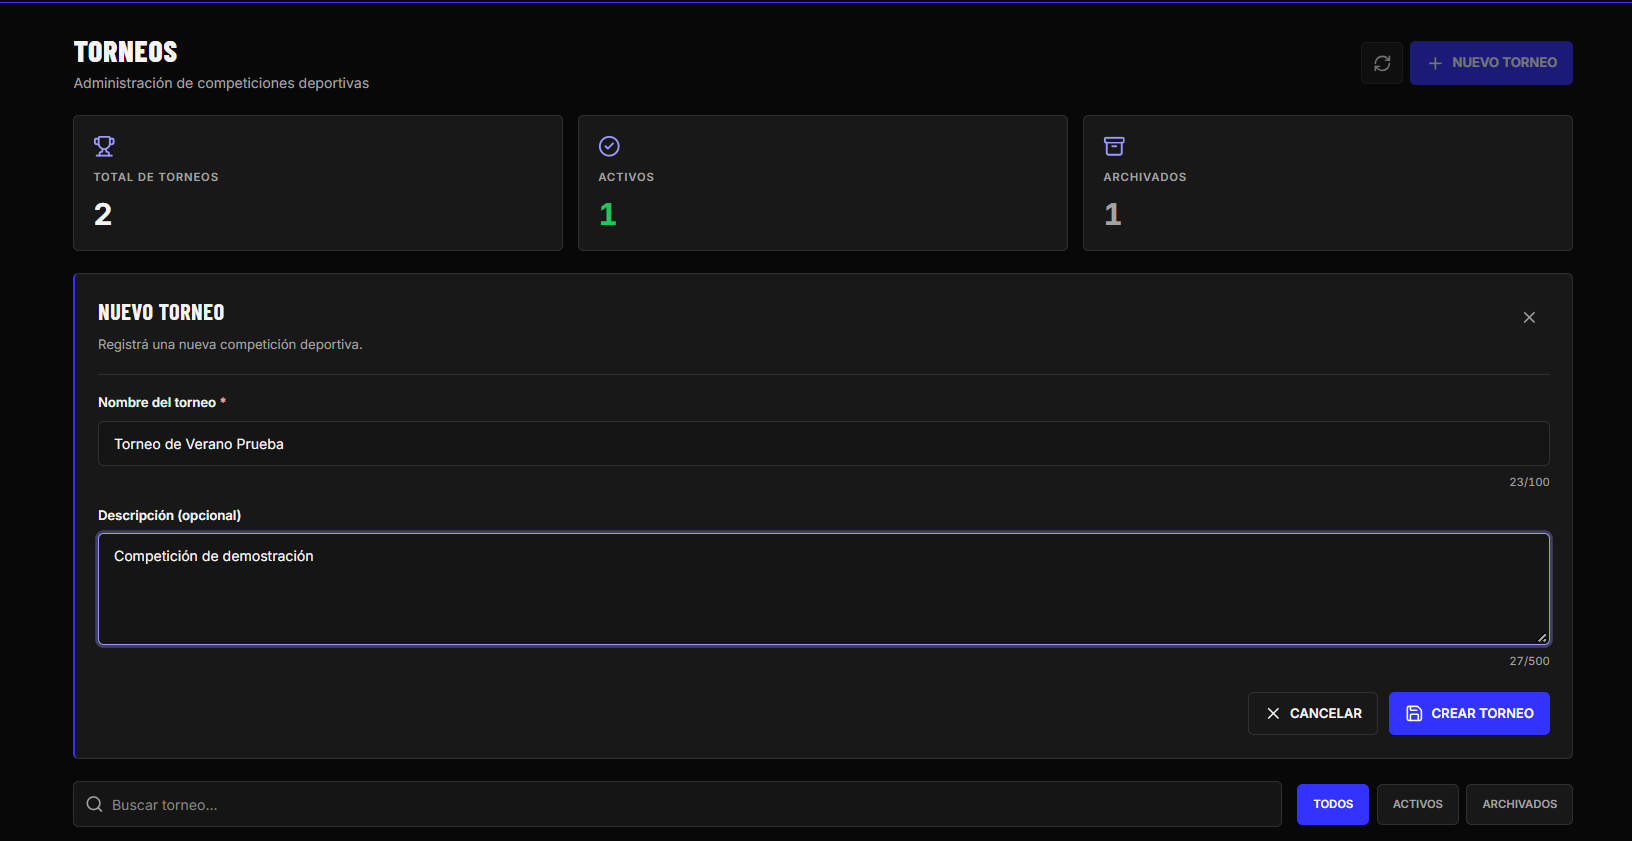 TORNEOS
Administración de competiciones deportivas
NUEVO TORNEO
TOTAL DE TORNEOS
2
ACTIVOS
1
ARCHIVADOS
1
NUEVO TORNEO
Registrá una nueva competición deportiva.
Nombre del torneo *
Torneo de Verano Prueba
23/100
Descripción (opcional)
Competición de demostración
27/500
CANCELAR
CREAR TORNEO
Buscar torneo...
TODOS
ACTIVOS
ARCHIVADOS